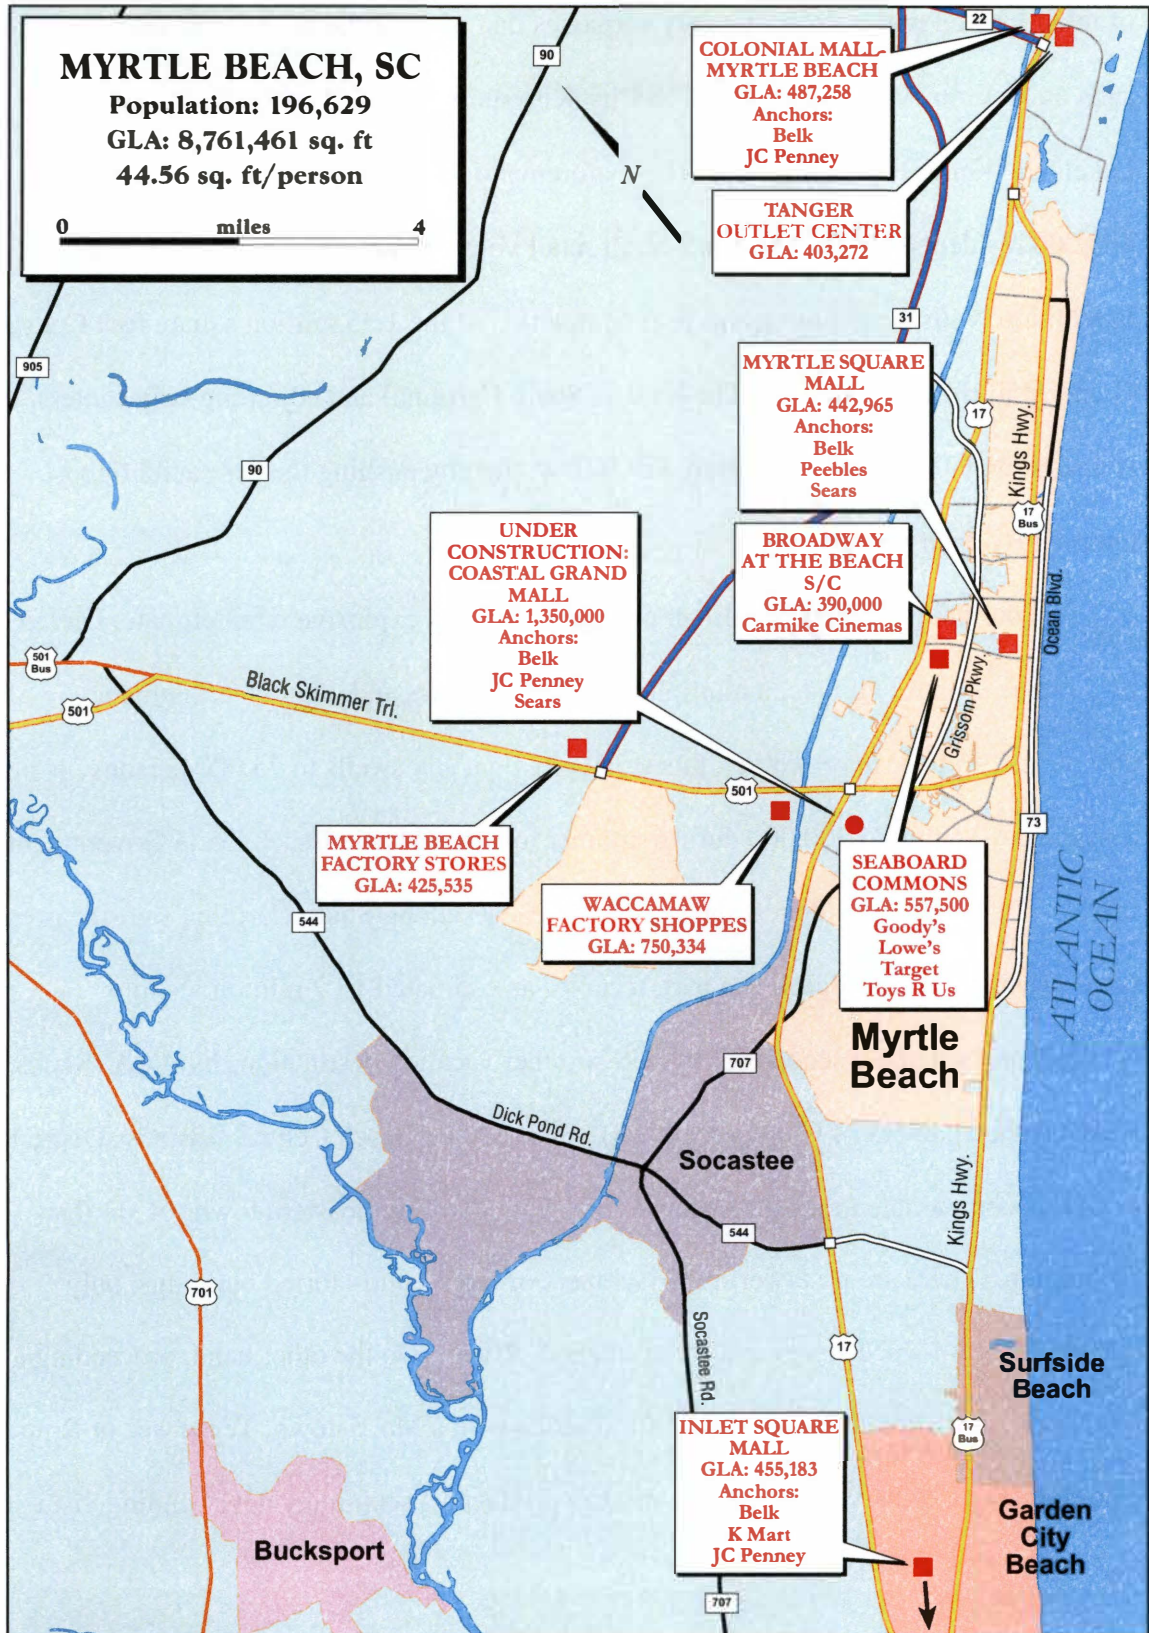 MYRTLE BEACH, SC
Population: 196,629
GLA: 8,761,461 sq. ft
44.56 sq. ft/person
0 miles 4
90
N
22
COLONIAL MALL-
MYRTLE BEACH
GLA: 487,258
Anchors:
Belk
JC Penney
TANGER
OUTLET CENTER
GLA: 403,272
31
905
MYRTLE SQUARE
MALL
GLA: 442,965
Anchors:
Belk
Peebles
Sears
17
Kings Hwy.
90
17
Bus
UNDER
CONSTRUCTION:
COASTAL GRAND
MALL
GLA: 1,350,000
Anchors:
Belk
JC Penney
Sears
BROADWAY
AT THE BEACH
S/C
GLA: 390,000
Carmike Cinemas
Ocean Blvd.
Grissom Pkwy.
501
Bus
501
Black Skimmer Trl.
501
73
MYRTLE BEACH
FACTORY STORES
GLA: 425,535
WACCAMAW
FACTORY SHOPPES
GLA: 750,334
SEABOARD
COMMONS
GLA: 557,500
Goody's
Lowe's
Target
Toys R Us
544
ATLANTIC
OCEAN
Myrtle
Beach
707
Dick Pond Rd.
Socastee
544
Kings Hwy.
701
Socastee Rd.
17
Surfside
Beach
17
Bus
INLET SQUARE
MALL
GLA: 455,183
Anchors:
Belk
K Mart
JC Penney
Garden
City
Beach
Bucksport
707